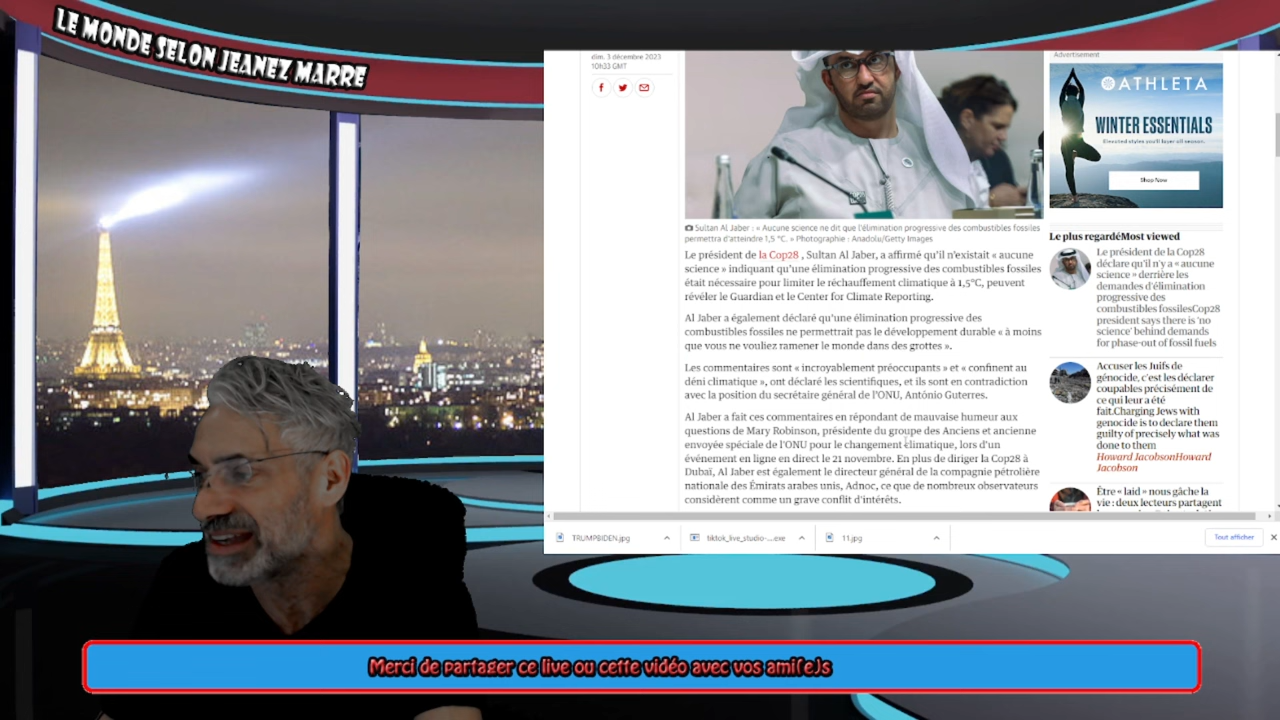 LE MONDE SELON JEANEZ MARRE
dim. 3 décembre 2023
10h33 GMT
Sultan Al Jaber : « Aucune science ne dit que l'élimination progressive des combustibles fossiles
permettra d'atteindre 1,5 °C. » Photographie : Anadolu/Getty Images
Le président de la Cop28 , Sultan Al Jaber, a affirmé qu'il n'existait « aucune
science » indiquant qu'une élimination progressive des combustibles fossiles
était nécessaire pour limiter le réchauffement climatique à 1,5°C, peuvent
révéler le Guardian et le Center for Climate Reporting.
Al Jaber a également déclaré qu'une élimination progressive des
combustibles fossiles ne permettrait pas le développement durable « à moins
que vous ne vouliez ramener le monde dans des grottes ».
Les commentaires sont « incroyablement préoccupants » et « confinent au
déni climatique », ont déclaré les scientifiques, et ils sont en contradiction
avec la position du secrétaire général de l'ONU, António Guterres.
Al Jaber a fait ces commentaires en répondant de mauvaise humeur aux
questions de Mary Robinson, présidente du groupe des Anciens et ancienne
envoyée spéciale de l'ONU pour le changement climatique, lors d'un
événement en ligne en direct le 21 novembre. En plus de diriger la Cop28 à
Dubaï, Al Jaber est également le directeur général de la compagnie pétrolière
nationale des Émirats arabes unis, Adnoc, ce que de nombreux observateurs
considèrent comme un grave conflit d'intérêts.
Advertisement
ATHLETA
WINTER ESSENTIALS
Elevated styles you'll layer all season.
Shop Now
Le plus regardéMost viewed
Le président de la Cop28
déclare qu'il n'y a « aucune
science » derrière les
demandes d'élimination
progressive des
combustibles fossilesCop28
president says there is 'no
science' behind demands
for phase-out of fossil fuels
Accuser les Juifs de
génocide, c'est les déclarer
coupables précisément de
ce qui leur a été
fait.Charging Jews with
genocide is to declare them
guilty of precisely what was
done to them
Howard JacobsonHoward
Jacobson
Être « laid » nous gâche la
vie : deux lecteurs partagent
TRUMPBIDEN.jpg
tiktok_live_studio-....exe
11.jpg
Tout afficher
Merci de partager ce live ou cette vidéo avec vos ami(e)s